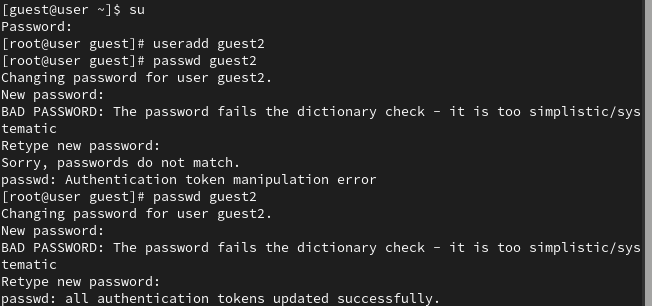 [guest@user ~]$ su
Password:
[root@user guest]# useradd guest2
[root@user guest]# passwd guest2
Changing password for user guest2.
New password:
BAD PASSWORD: The password fails the dictionary check - it is too simplistic/sys
tematic
Retype new password:
Sorry, passwords do not match.
passwd: Authentication token manipulation error
[root@user guest]# passwd guest2
Changing password for user guest2.
New password:
BAD PASSWORD: The password fails the dictionary check - it is too simplistic/sys
tematic
Retype new password:
passwd: all authentication tokens updated successfully.